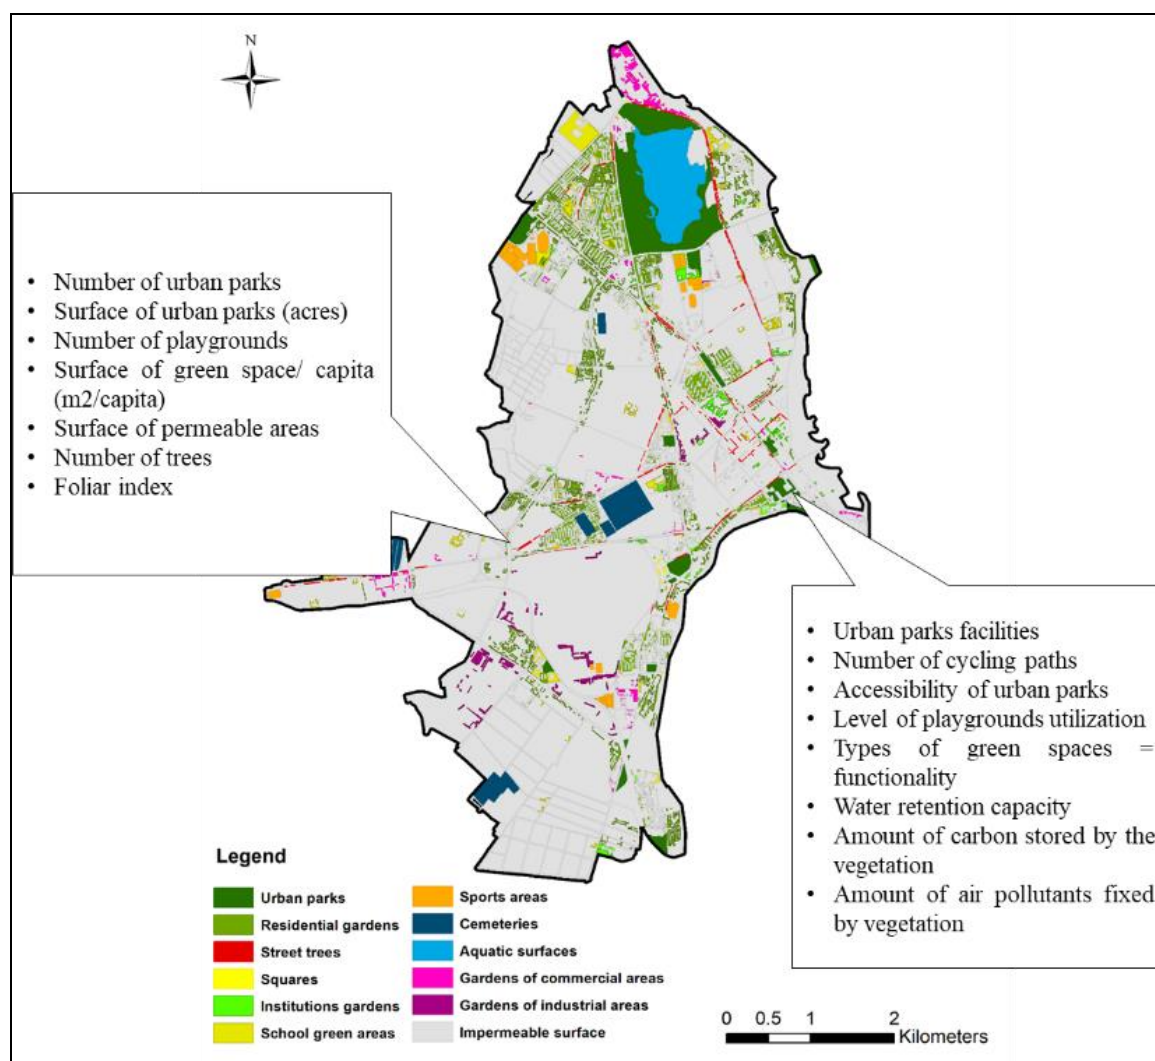 N
• Number of urban parks
• Surface of urban parks (acres)
• Number of playgrounds
• Surface of green space/ capita
(m2/capita)
• Surface of permeable areas
• Number of trees
• Foliar index
• Urban parks facilities
• Number of cycling paths
• Accessibility of urban parks
• Level of playgrounds utilization
• Types of green spaces =
functionality
• Water retention capacity
• Amount of carbon stored by the
vegetation
• Amount of air pollutants fixed
by vegetation
Legend
Urban parks
Residential gardens
Street trees
Squares
Institutions gardens
School green areas
Sports areas
Cemeteries
Aquatic surfaces
Gardens of commercial areas
Gardens of industrial areas
Impermeable surface
0 0.5 1 2
Kilometers